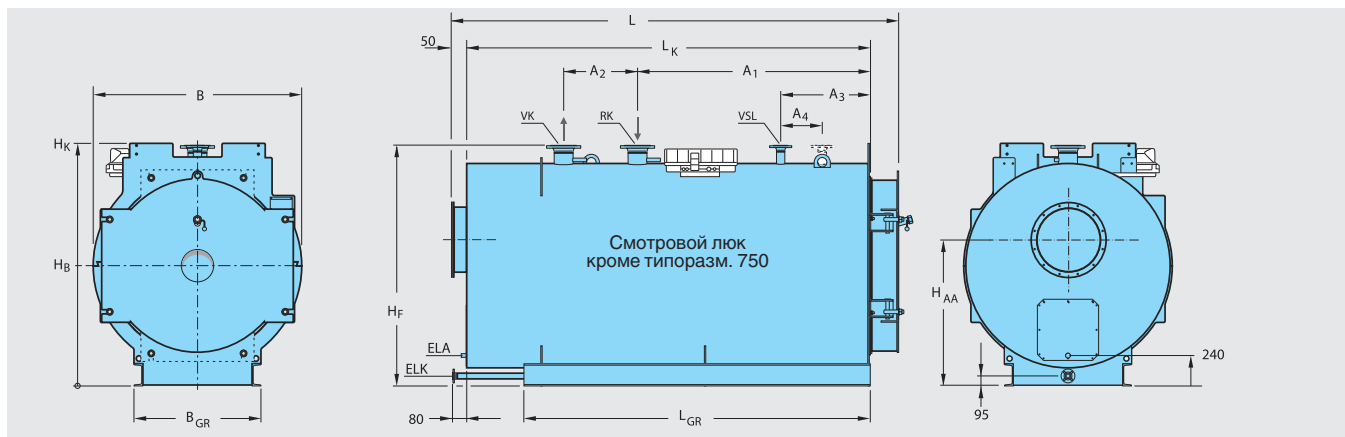 L
50
L K
A 2
A 1
A 3
A 4
B
VK
RK
VSL
H K
H B
Смотровой люк
кроме типоразм. 750
H F
H AA
ELA
ELK
240
95
80
B GR
L GR